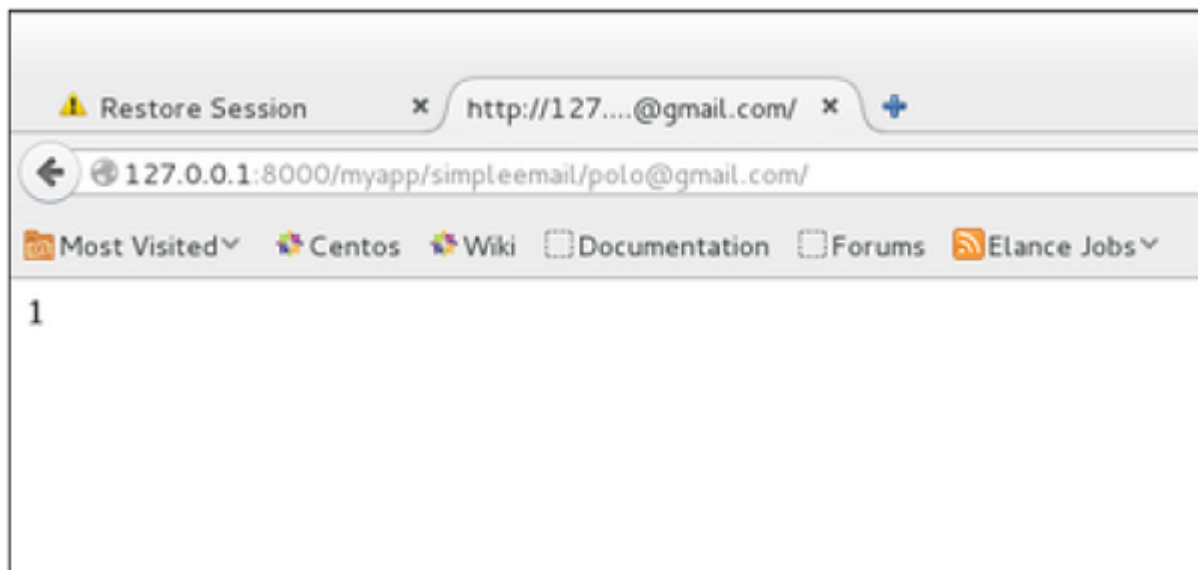 Restore Session × http://127....@gmail.com/ ×
127.0.0.1:8000/myapp/simpleemail/polo@gmail.com/
Most Visited Centos Wiki Documentation Forums Elance Jobs
1